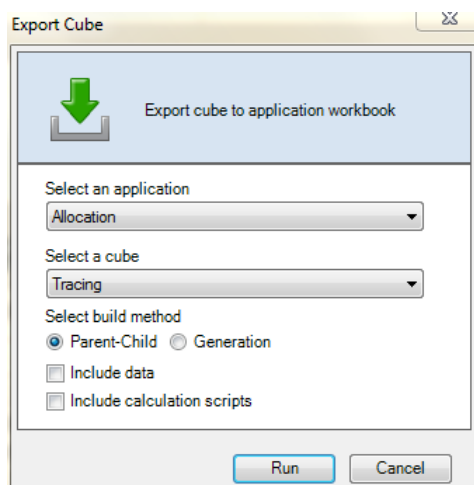 Export Cube
Export cube to application workbook
Select an application
Allocation
Select a cube
Tracing
Select build method
Parent-Child Generation
Include data
Include calculation scripts
Run Cancel